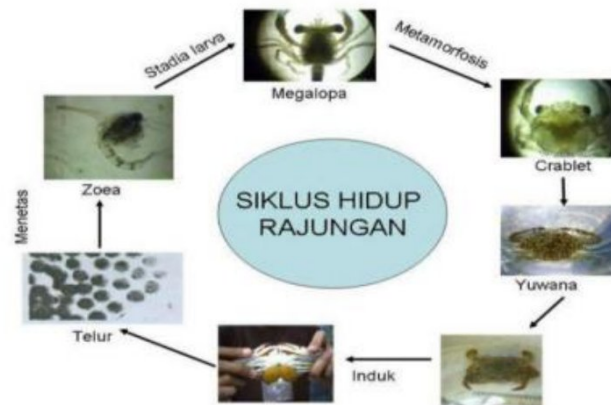 Stadia larva
Megalopa
Metamorfosis
Crablet
Zoea
SIKLUS HIDUP
RAJUNGAN
Menetas
Yuwana
Telur
Induk